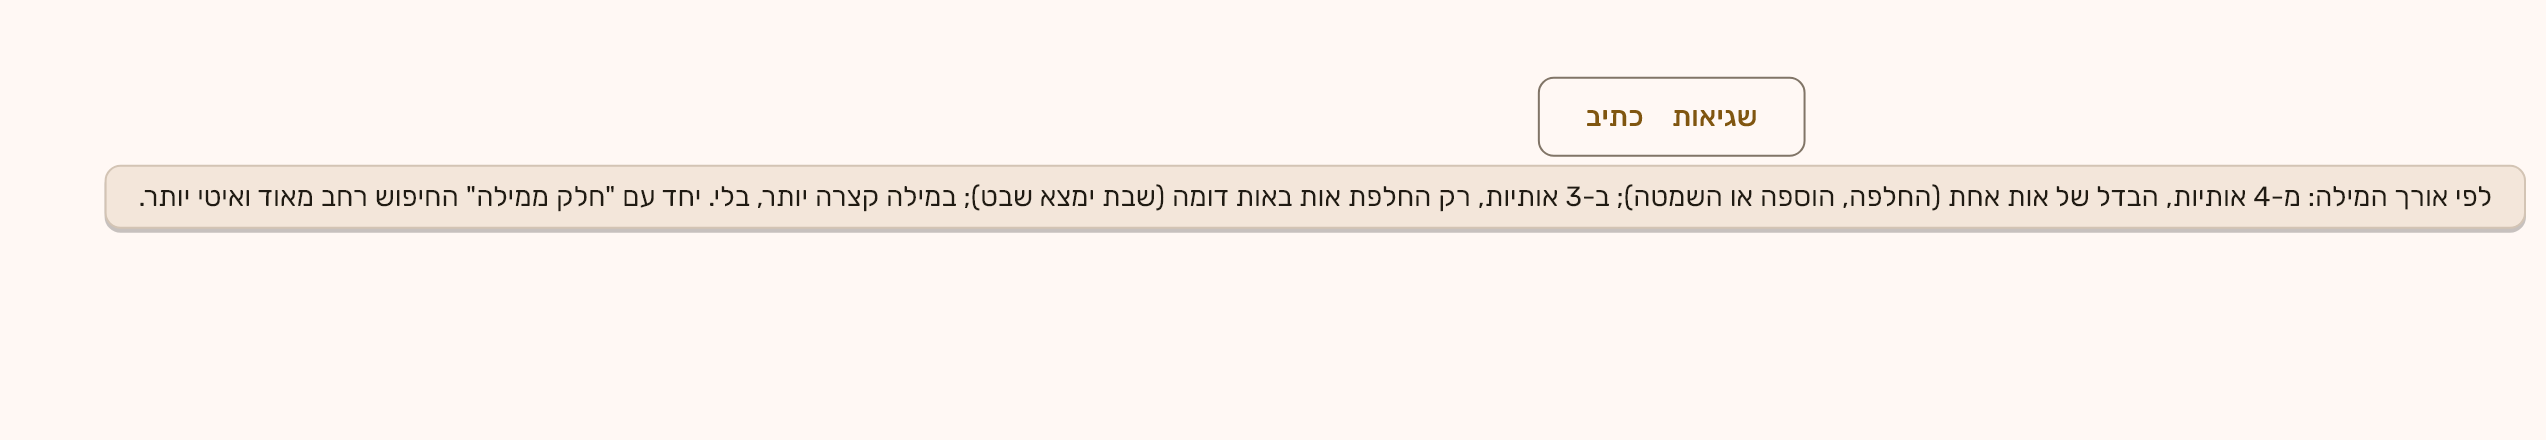 שגיאות כתיב
לפי אורך המילה: מ-4 אותיות, הבדל של אות אחת (החלפה, הוספה או השמטה); ב-3 אותיות, רק החלפת אות באות דומה (שבת ימצא שבט); במילה קצרה יותר, בלי. יחד עם "חלק ממילה" החיפוש רחב מאוד ואיטי יותר.